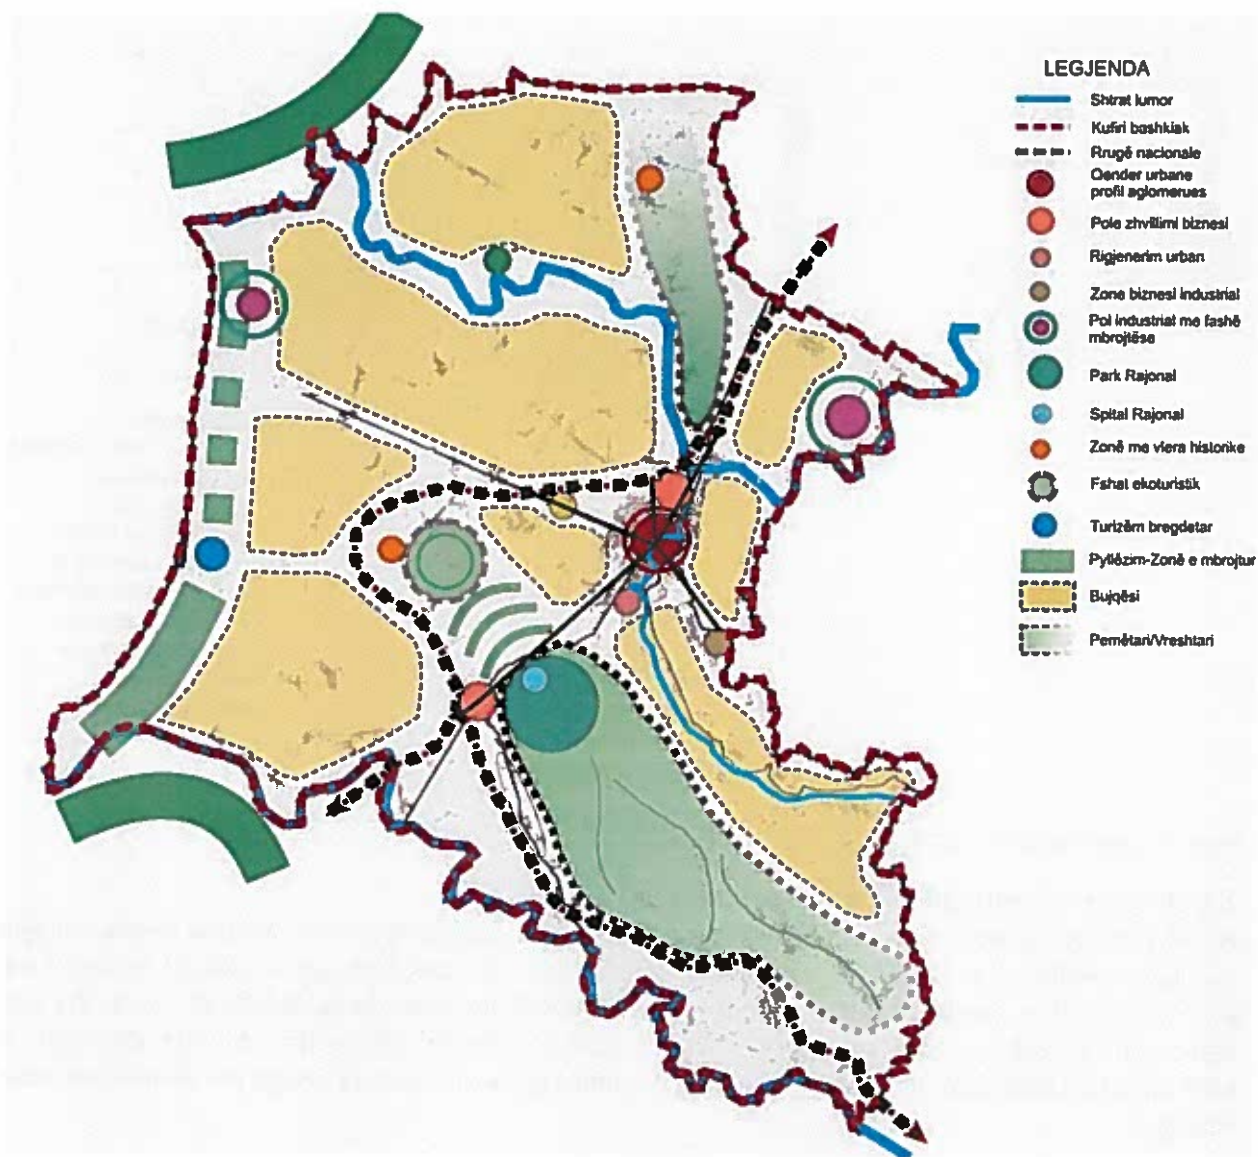 LEGJENDA
Shtrat lumor
Kufiri bashkiak
Rrugë nacionale
Qender urbane
profil aglomerues
Pole zhvillimi biznesi
Rigjenerim urban
Zone biznesi industrial
Pol industrial me fashë
mbrojtëse
Park Rajonal
Spital Rajonal
Zonë me vlera historike
Fshat ekoturistik
Turizëm bregdetar
Pyllëzim-Zonë e mbrojtur
Bujqësi
Pemëtari/Vreshtari